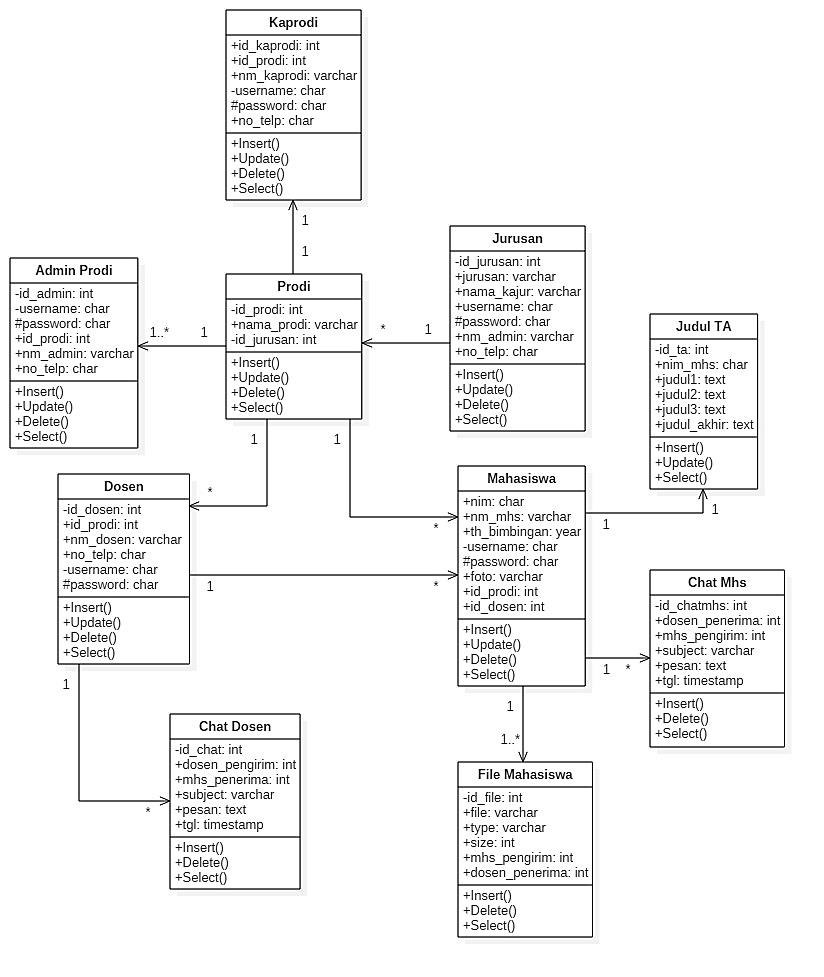 Kaprodi
+id_kaprodi: int
+id_prodi: int
+nm_kaprodi: varchar
-username: char
#password: char
+no_telp: char
+Insert()
+Update()
+Delete()
+Select()
1
1
Jurusan
-id_jurusan: int
+jurusan: varchar
+nama_kajur: varchar
+username: char
#password: char
+nm_admin: varchar
+no_telp: char
+Insert()
+Update()
+Delete()
+Select()
Admin Prodi
-id_admin: int
-username: char
#password: char
+id_prodi: int
+nm_admin: varchar
+no_telp: char
+Insert()
+Update()
+Delete()
+Select()
1..*
1
Prodi
-id_prodi: int
+nama_prodi: varchar
-id_jurusan: int
+Insert()
+Update()
+Delete()
+Select()
*
1
Judul TA
-id_ta: int
+nim_mhs: char
+judul1: text
+judul2: text
+judul3: text
+judul_akhir: text
+Insert()
+Update()
+Select()
1
1
*
*
Dosen
-id_dosen: int
+id_prodi: int
+nm_dosen: varchar
+no_telp: char
-username: char
#password: char
+Insert()
+Update()
+Delete()
+Select()
1
*
Mahasiswa
+nim: char
+nm_mhs: varchar
+th_bimbingan: year
-username: char
#password: char
+foto: varchar
+id_prodi: int
+id_dosen: int
+Insert()
+Update()
+Delete()
+Select()
1
1
Chat Mhs
-id_chatmhs: int
+dosen_penerima: int
+mhs_pengirim: int
+subject: varchar
+pesan: text
+tgl: timestamp
+Insert()
+Delete()
+Select()
1
*
1
*
Chat Dosen
-id_chat: int
+dosen_pengirim: int
+mhs_penerima: int
+subject: varchar
+pesan: text
+tgl: timestamp
+Insert()
+Delete()
+Select()
1
1..*
File Mahasiswa
-id_file: int
+file: varchar
+type: varchar
+size: int
+mhs_pengirim: int
+dosen_penerima: int
+Insert()
+Delete()
+Select()